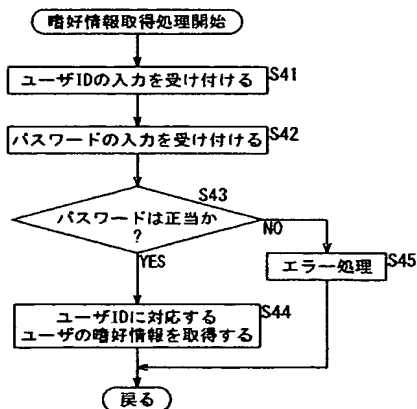 暗好情報取得処理開始
ユーザIDの入力を受け付ける
S41
パスワードの入力を受け付ける
S42
S43
パスワードは正当か
?
NO
YES
エラー処理
S45
ユーザIDに対応する
ユーザの暗好情報を取得する
S44
戻る